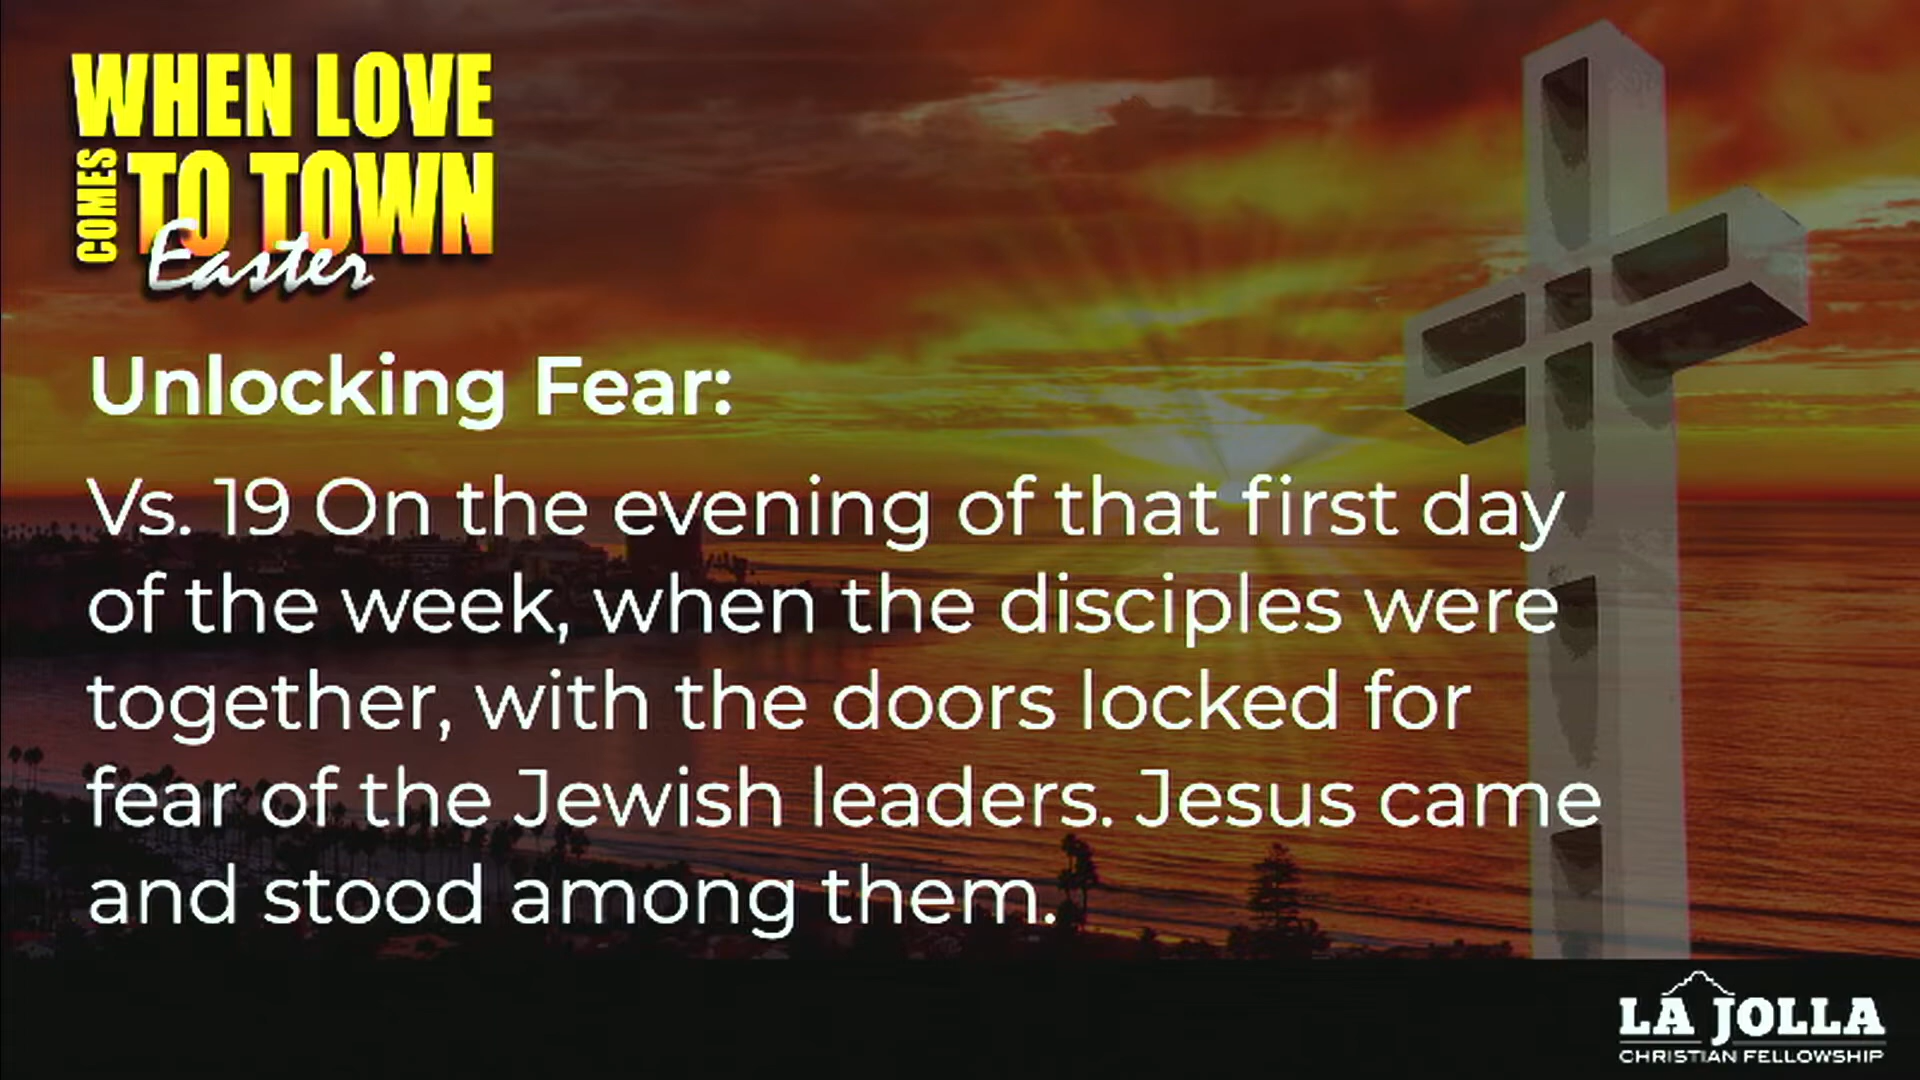 WHEN LOVE
COMES TO TOWN
Easter
Unlocking Fear:
Vs. 19 On the evening of that first day
of the week, when the disciples were
together, with the doors locked for
fear of the Jewish leaders. Jesus came
and stood among them.
LA JOLLA
CHRISTIAN FELLOWSHIP